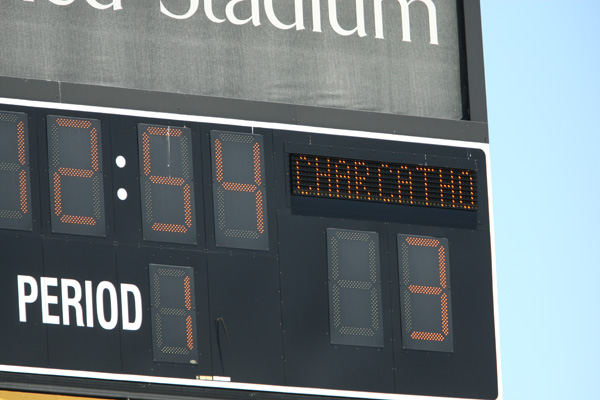 Stadium
12:54
CHARCATHO
PERIOD 1
3